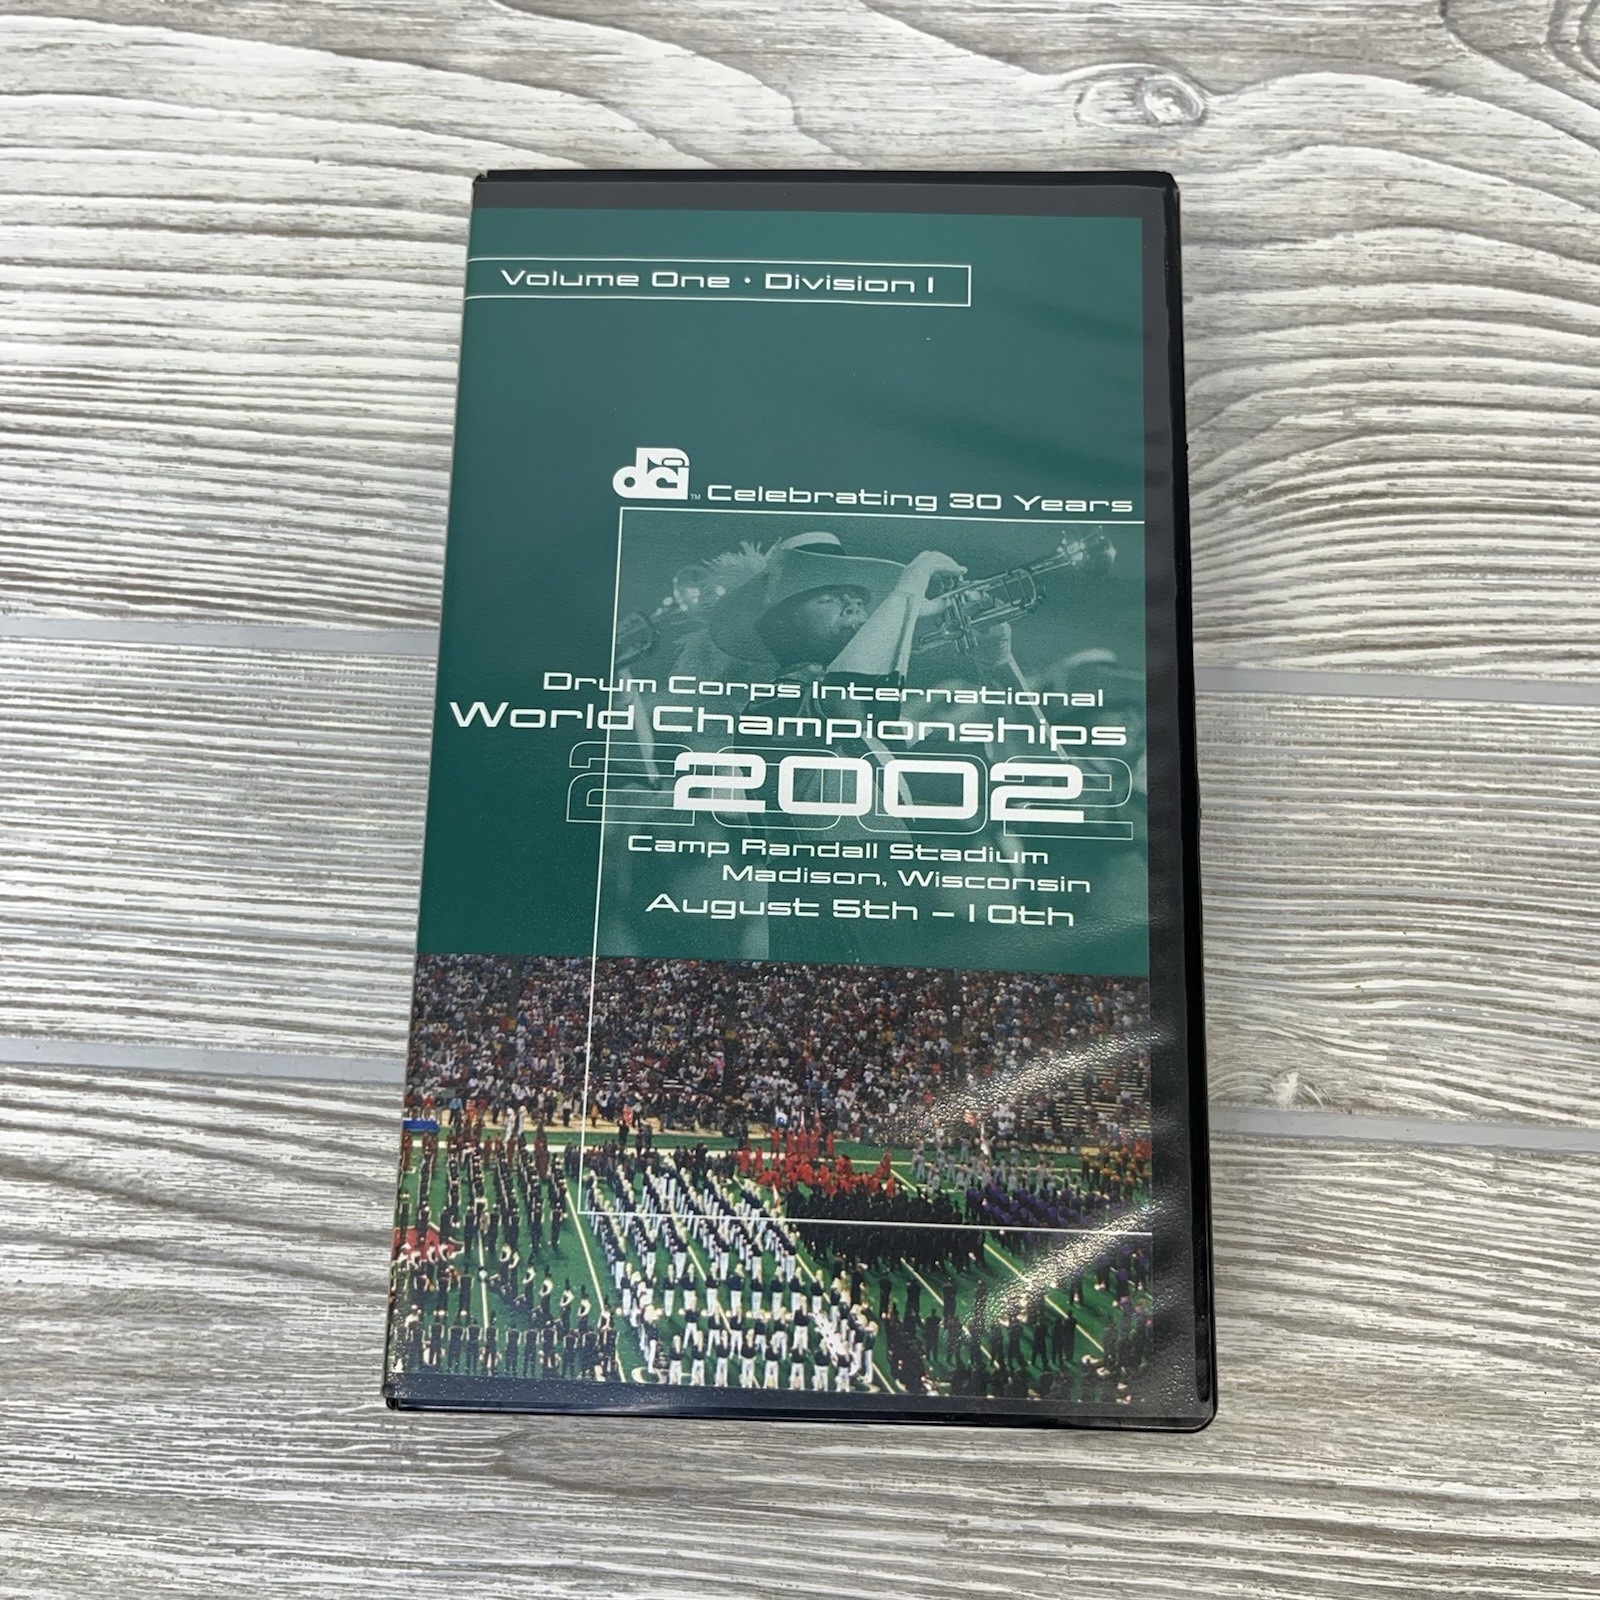 Volume One • Division I
dci ™ Celebrating 30 Years
Drum Corps International
World Championships
2002
Camp Randall Stadium
Madison, Wisconsin
August 5th – 10th